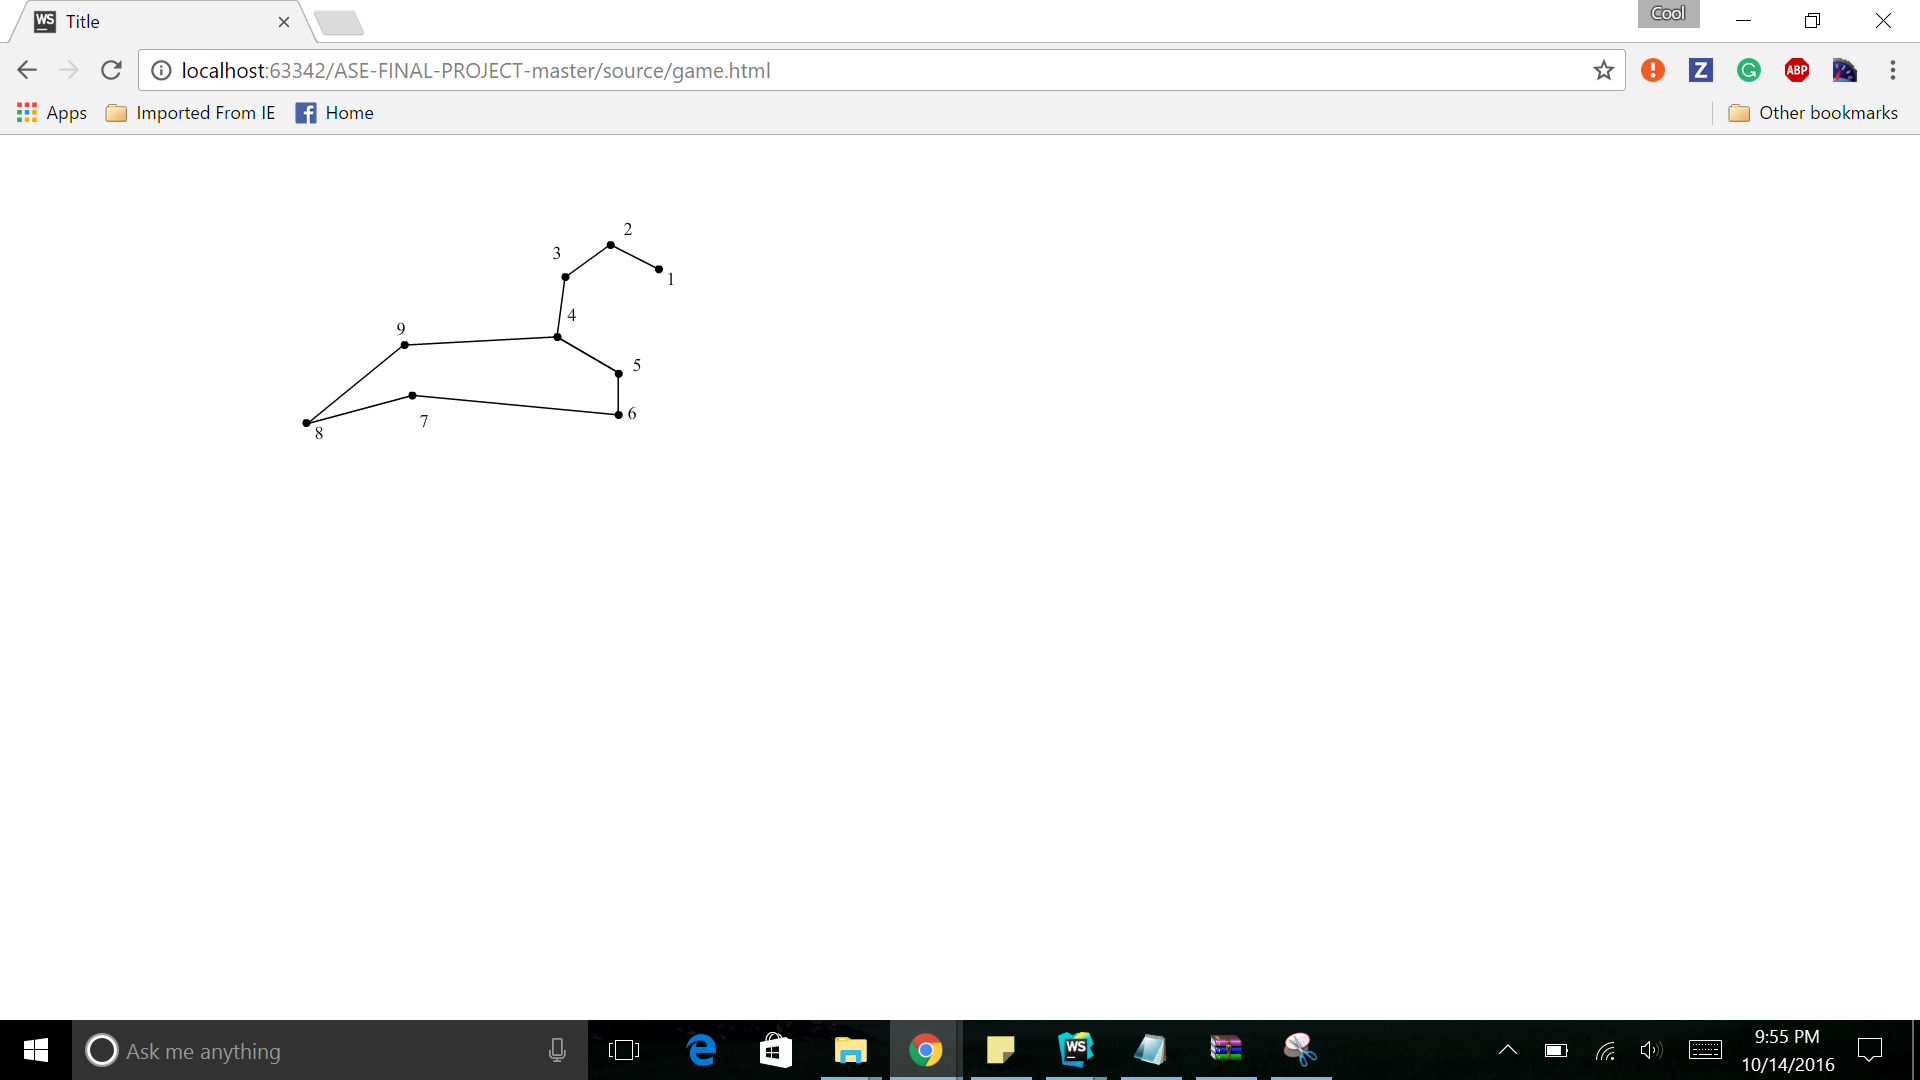 WS Title
Cool
localhost:63342/ASE-FINAL-PROJECT-master/source/game.html
Z
G
ABP
Apps
Imported From IE
f Home
Other bookmarks
2
3
1
4
9
5
6
7
8
Ask me anything
WS
9:55 PM
10/14/2016